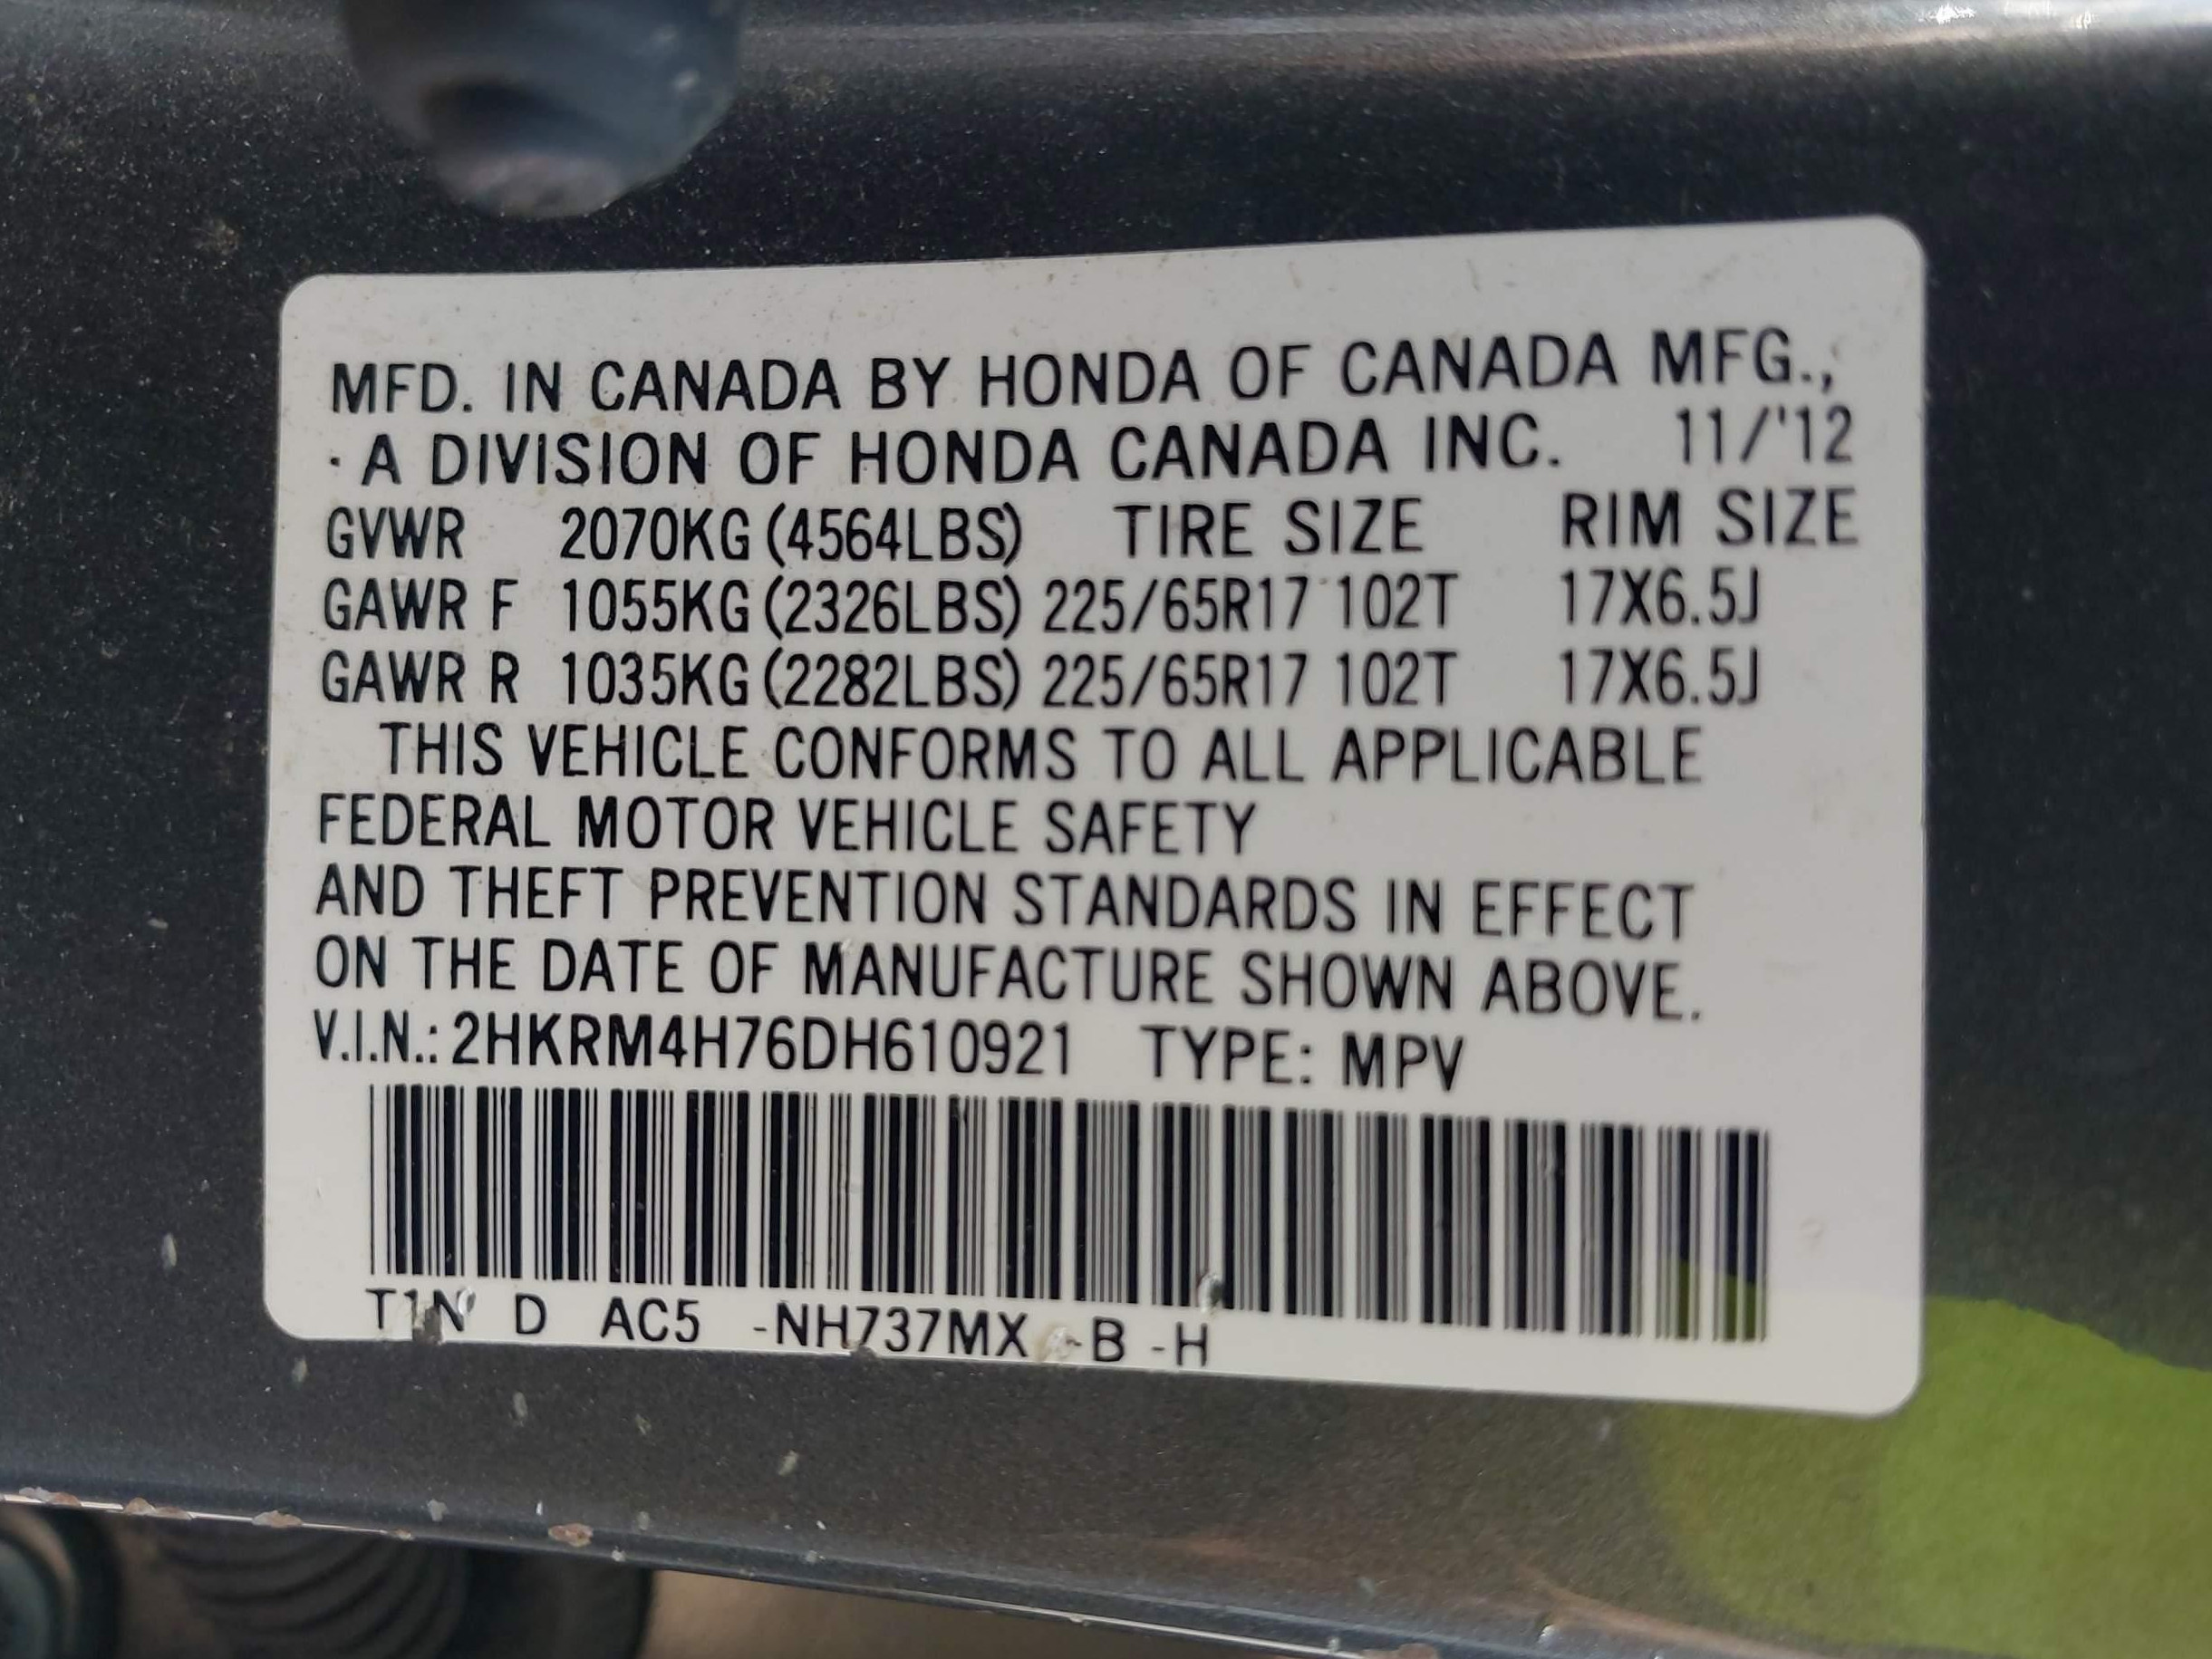 MFD. IN CANADA BY HONDA OF CANADA MFG.,
A DIVISION OF HONDA CANADA INC. 11/'12
GVWR 2070KG (4564LBS) TIRE SIZE RIM SIZE
GAWR F 1055KG (2326LBS) 225/65R17 102T 17X6.5J
GAWR R 1035KG (2282LBS) 225/65R17 102T 17X6.5J
THIS VEHICLE CONFORMS TO ALL APPLICABLE
FEDERAL MOTOR VEHICLE SAFETY
AND THEFT PREVENTION STANDARDS IN EFFECT
ON THE DATE OF MANUFACTURE SHOWN ABOVE.
V.I.N.: 2HKRM4H76DH610921 TYPE: MPV
T1N D AC5 -NH737MX -B -H